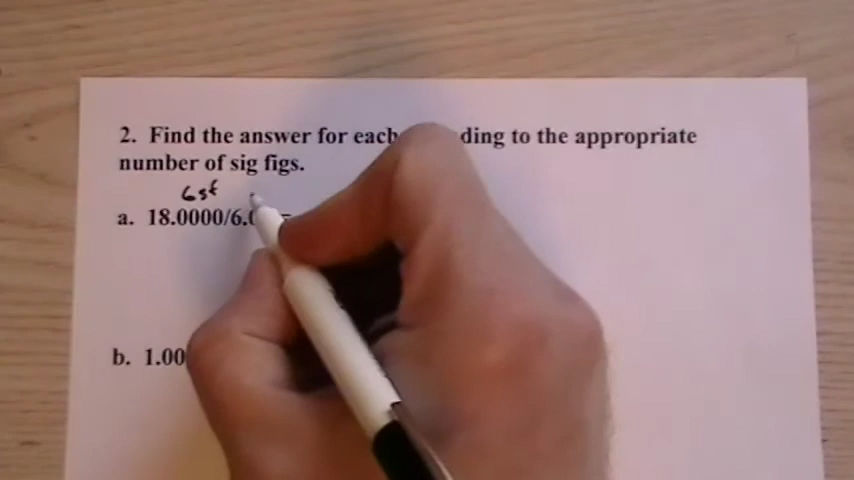 2. Find the answer for each ding to the appropriate
number of sig figs.
6sf
a. 18.0000/6.
b. 1.00